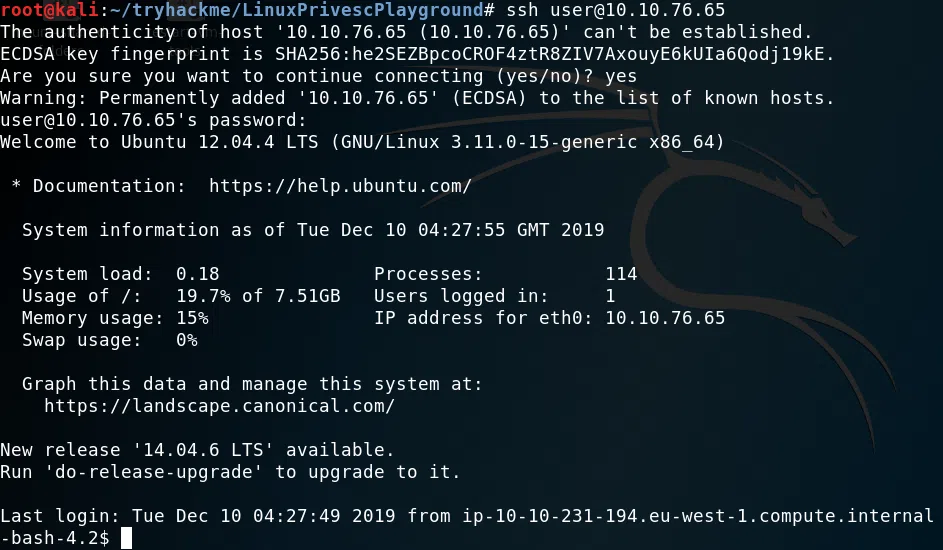 root@kali:~/tryhackme/LinuxPrivescPlayground# ssh user@10.10.76.65
The authenticity of host '10.10.76.65 (10.10.76.65)' can't be established.
ECDSA key fingerprint is SHA256:he2SEZBpcoCROF4ztR8ZIV7AxouyE6kUIa6Qodj19kE.
Are you sure you want to continue connecting (yes/no)? yes
Warning: Permanently added '10.10.76.65' (ECDSA) to the list of known hosts.
user@10.10.76.65's password:
Welcome to Ubuntu 12.04.4 LTS (GNU/Linux 3.11.0-15-generic x86_64)

 * Documentation:  https://help.ubuntu.com/

  System information as of Tue Dec 10 04:27:55 GMT 2019

  System load:  0.18              Processes:           114
  Usage of /:   19.7% of 7.51GB   Users logged in:     1
  Memory usage: 15%               IP address for eth0: 10.10.76.65
  Swap usage:   0%

  Graph this data and manage this system at:
    https://landscape.canonical.com/

New release '14.04.6 LTS' available.
Run 'do-release-upgrade' to upgrade to it.

Last login: Tue Dec 10 04:27:49 2019 from ip-10-10-231-194.eu-west-1.compute.internal
-bash-4.2$